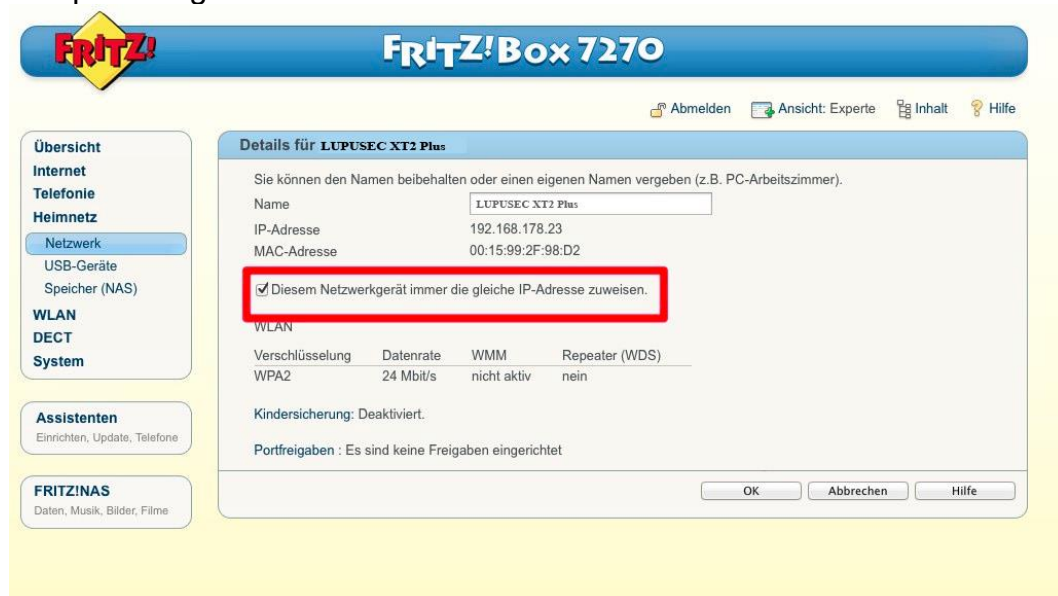 FRITZ!
FRITZ!Box 7270
Abmelden Ansicht: Experte Inhalt Hilfe
Übersicht
Internet
Telefonie
Heimnetz
Netzwerk
USB-Geräte
Speicher (NAS)
WLAN
DECT
System
Assistenten
Einrichten, Update, Telefone
FRITZ!NAS
Daten, Musik, Bilder, Filme
Details für LUPUSEC XT2 Plus
Sie können den Namen beibehalten oder einen eigenen Namen vergeben (z.B. PC-Arbeitszimmer).
Name LUPUSEC XT2 Plus
IP-Adresse 192.168.178.23
MAC-Adresse 00:15:99:2F:98:D2
Diesem Netzwerkgerät immer die gleiche IP-Adresse zuweisen.
WLAN
Verschlüsselung Datenrate WMM Repeater (WDS)
WPA2 24 Mbit/s nicht aktiv nein
Kindersicherung: Deaktiviert.
Portfreigaben : Es sind keine Freigaben eingerichtet
OK Abbrechen Hilfe